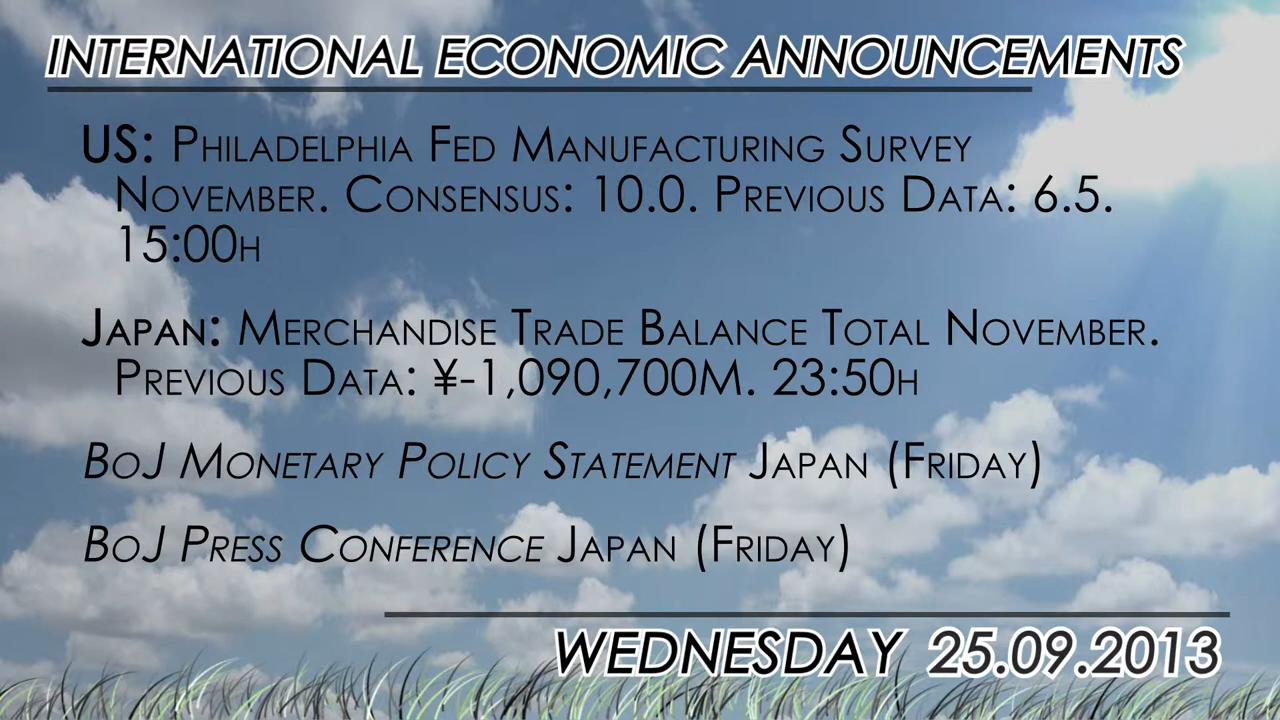 INTERNATIONAL ECONOMIC ANNOUNCEMENTS
US: Philadelphia Fed Manufacturing Survey
November. Consensus: 10.0. Previous Data: 6.5.
15:00h
Japan: Merchandise Trade Balance Total November.
Previous Data: ¥-1,090,700M. 23:50h
BoJ Monetary Policy Statement Japan (Friday)
BoJ Press Conference Japan (Friday)
WEDNESDAY 25.09.2013